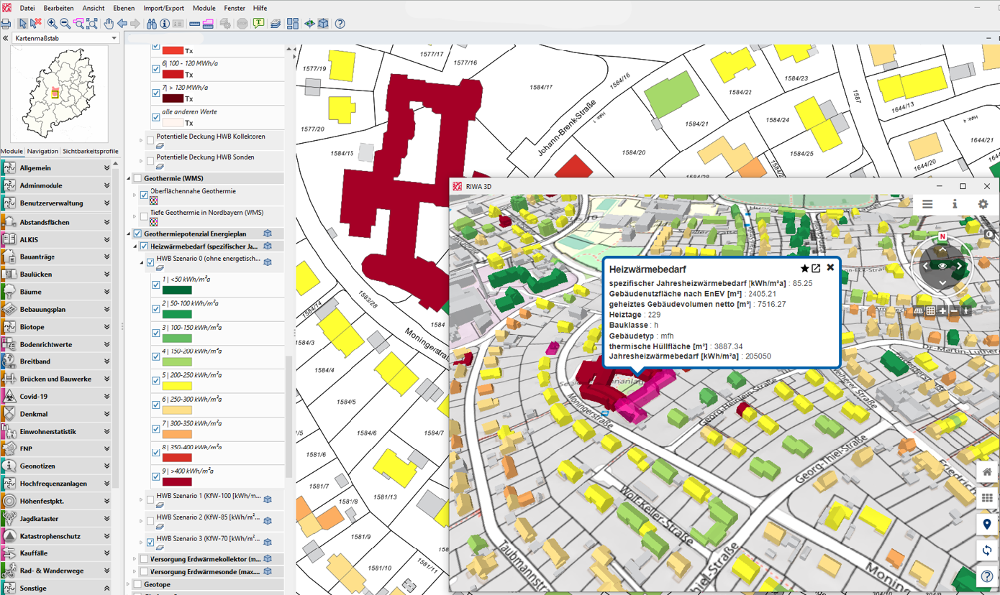 Datei Bearbeiten Ansicht Ebenen Import/Export Module Fenster Hilfe
Kartenmaßstab
Module Navigation Sichtbarkeitsprofile
Allgemein
Adminmodule
Benutzerverwaltung
Abstandsflächen
ALKIS
Bauanträge
Baulücken
Bäume
Bebauungsplan
Biotope
Bodenrichtwerte
Breitband
Brücken und Bauwerke
Covid-19
Denkmal
Einwohnerstatistik
FNP
Geonotizen
Hochfrequenzanlagen
Höhenfestpkt.
Jagdkataster
Katastrophenschutz
Kauffälle
Rad- & Wanderwege
Sonstige
Tx
6| 100 - 120 MWh/a
Tx
7| > 120 MWh/a
Tx
alle anderen Werte
Tx
Potentielle Deckung HWB Kollekoren
Potentielle Deckung HWB Sonden
Geothermie (WMS)
Oberflächennahe Geothermie
Tiefe Geothermie in Nordbayern (WMS)
Geothermiepotenzial Energieplan
Heizwärmebedarf (spezifischer Ja...
HWB Szenario 0 (ohne energetisch...
1 | <50 kWh/m²a
2 | 50-100 kWh/m²a
3 | 100-150 kWh/m²a
4 | 150-200 kWh/m²a
5 | 200-250 kWh/m²a
6 | 250-300 kWh/m²a
7 | 300-350 kWh/m²a
8 | 350-400 kWh/m²a
9 | >400 kWh/m²a
HWB Szenario 1 (KfW-100 [kWh/m...
HWB Szenario 2 (KfW-85 [kWh/m²...
HWB Szenario 3 (KfW-70 [kWh/m²...
Versorgung Erdwärmekollektor (m...
Versorgung Erdwärmesonde (max...
Geotope
1577/17
1577/16
1577/19
1577/20
1584/17
1584/16
1584/15
1584/14
1583/28
1584
1584/4
1584/5
1584/6
1584/7
1581/6
1581/7
1581/8
1581/13
1581/9
1581/10
1581/11
Johann-Brenk-Straße
HsNr. 1
1584/20
1584/21
1584/22
1584/23
1584/24
1584/25
1584/28
1587
1644/13
1644/21
1644/20
Moningerstraß
RIWA 3D
N
Heizwärmebedarf
spezifischer Jahresheizwärmebedarf [kWh/m²a] : 85.25
Gebäudenutzfläche nach EnEV [m²] : 2405.21
geheiztes Gebäudevolumen netto [m³] : 7516.27
Heiztage : 229
Bauklasse : h
Gebäudetyp : mfh
thermische Hüllfläche [m²] : 3887.34
Jahresheizwärmebedarf [kWh/m²a] : 205050
Dr.-Martin-Luther
Moningerstraße
Georg-Heinlein-Straße
Georg-Thiel-Straße
Wolf-Keller-Straße
Taubmannstra
thiel-Straße
Friedrich
Moning